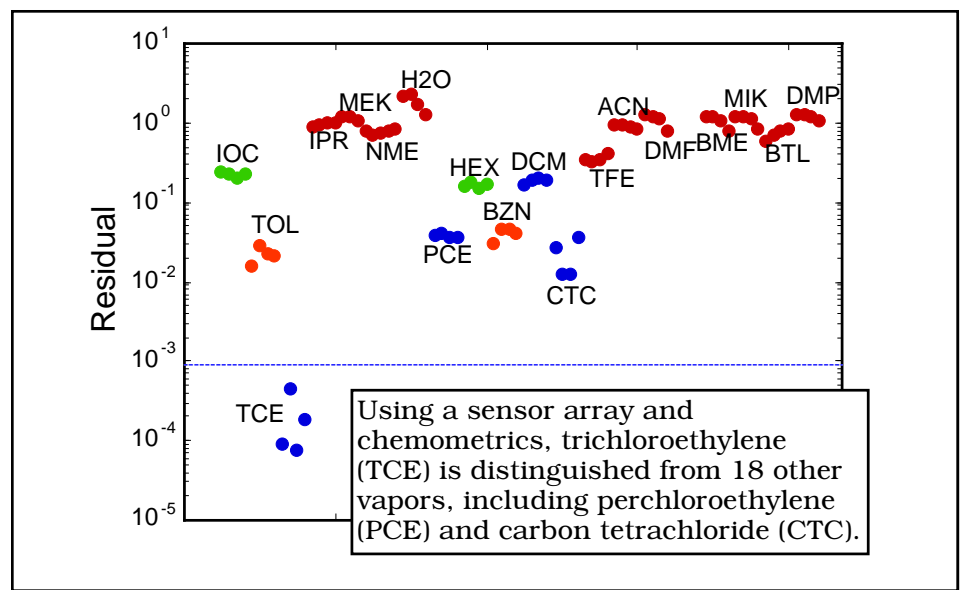 10^1
10^0
10^-1
10^-2
10^-3
10^-4
10^-5
Residual
IOC
TOL
TCE
IPR
MEK
NME
H2O
PCE
HEX
BZN
DCM
CTC
TFE
ACN
DMF
BME
MIK
BTL
DMP
Using a sensor array and
chemometrics, trichloroethylene
(TCE) is distinguished from 18 other
vapors, including perchloroethylene
(PCE) and carbon tetrachloride (CTC).